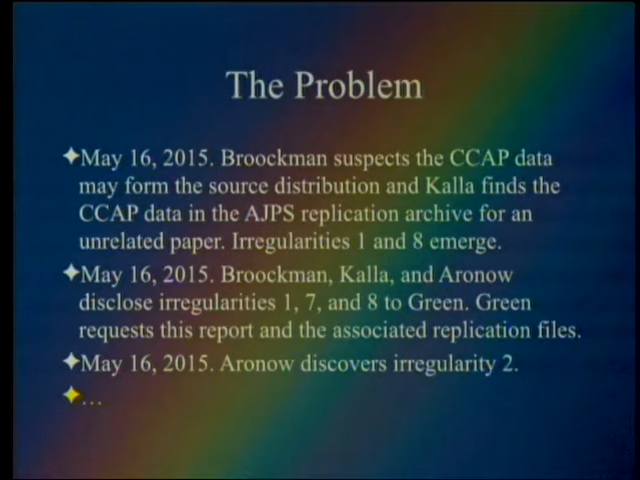 The Problem
✦May 16, 2015. Broockman suspects the CCAP data
may form the source distribution and Kalla finds the
CCAP data in the AJPS replication archive for an
unrelated paper. Irregularities 1 and 8 emerge.
✦May 16, 2015. Broockman, Kalla, and Aronow
disclose irregularities 1, 7, and 8 to Green. Green
requests this report and the associated replication files.
✦May 16, 2015. Aronow discovers irregularity 2.
✦…